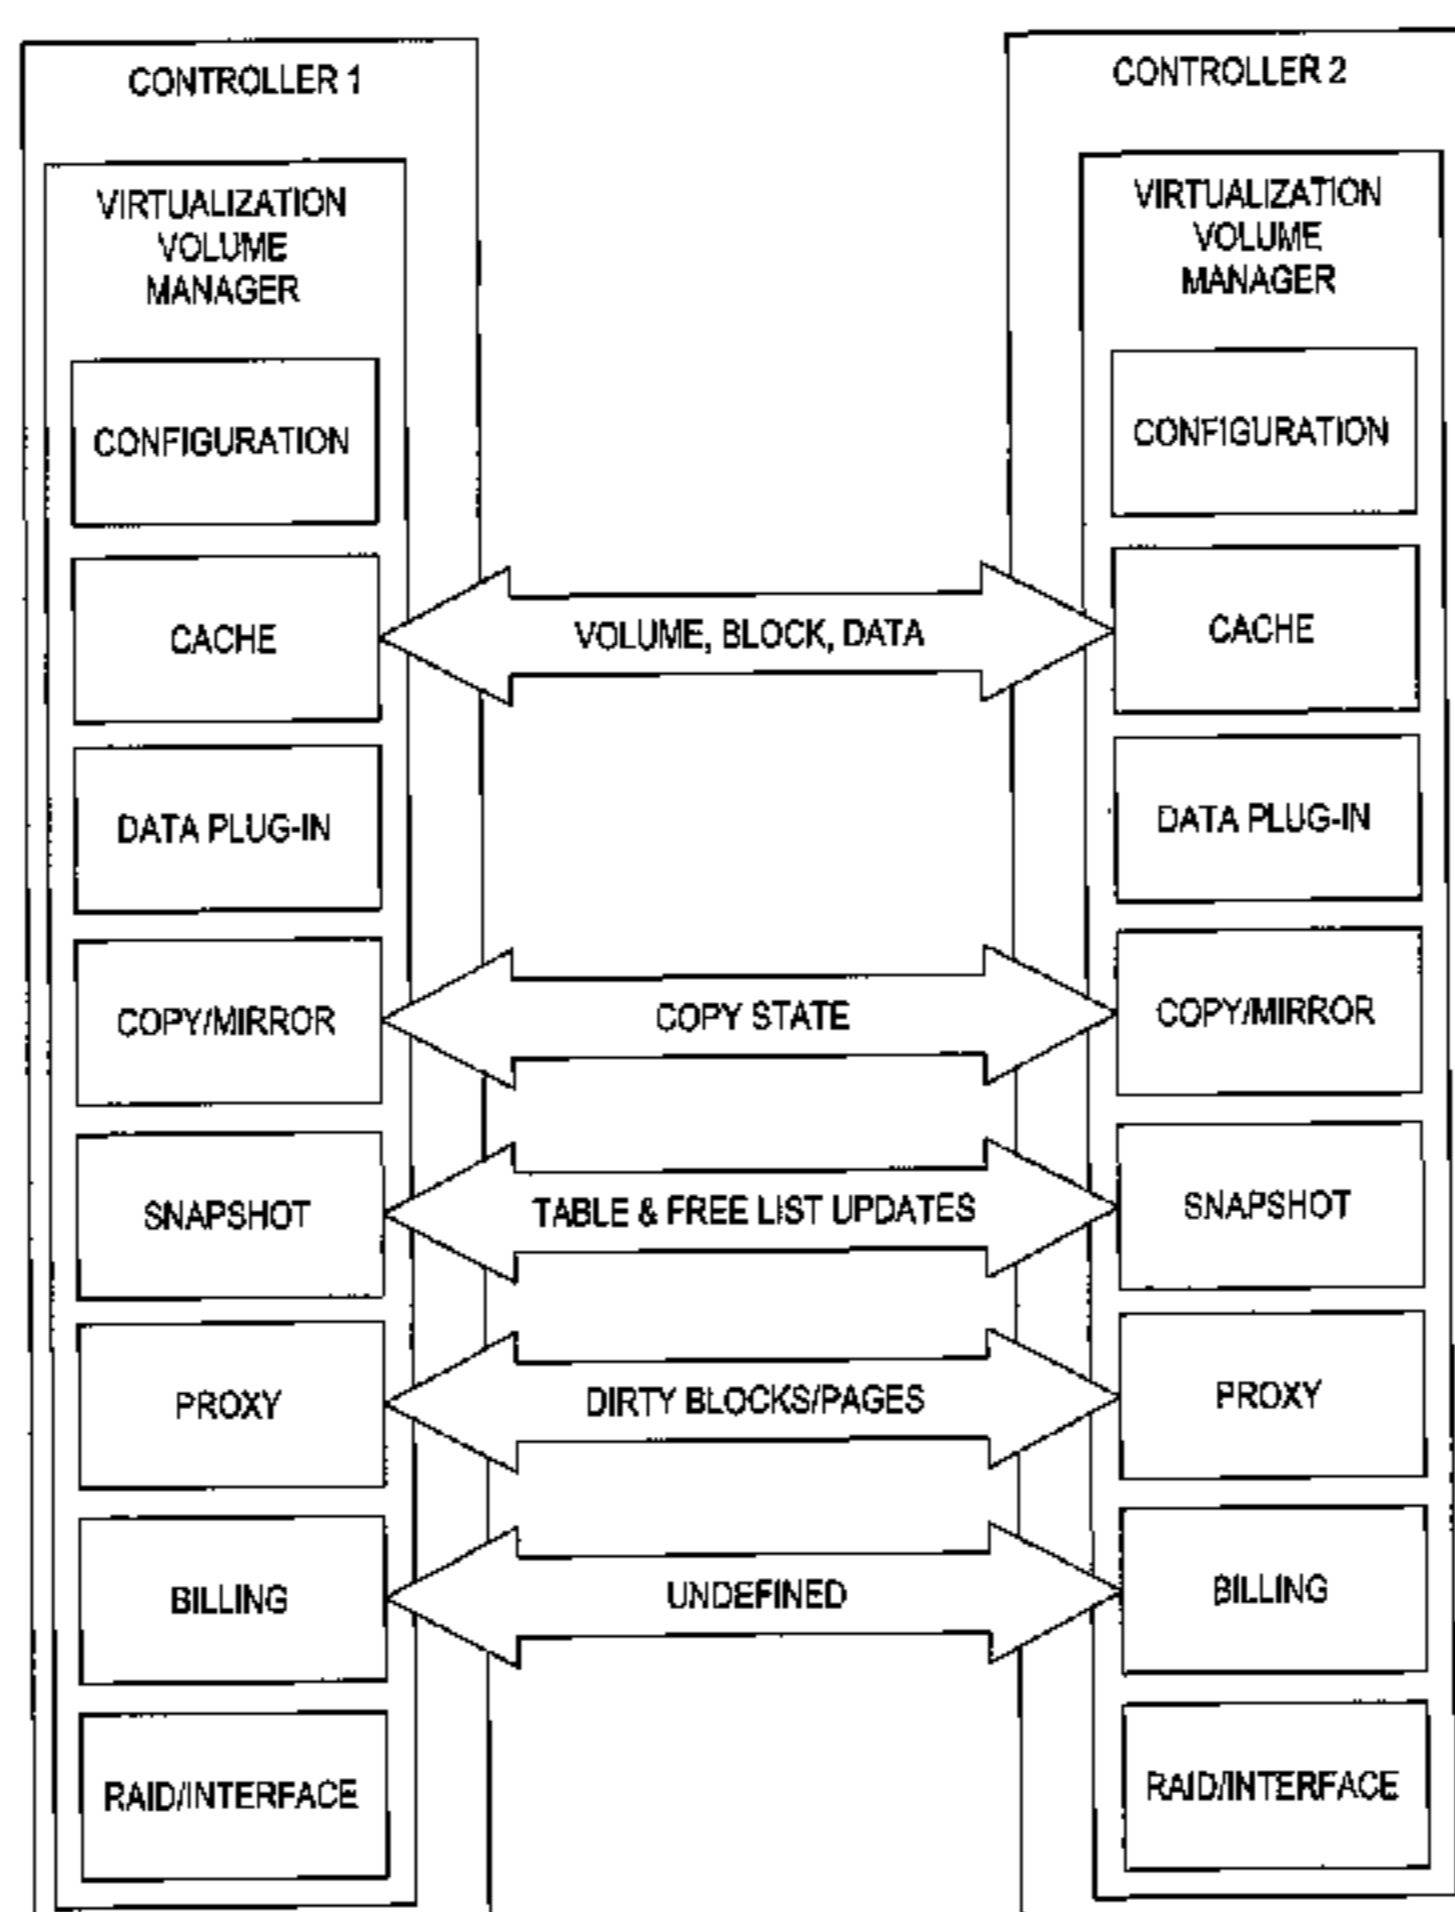 CONTROLLER 1
VIRTUALIZATION
VOLUME
MANAGER
CONFIGURATION
CACHE
DATA PLUG-IN
COPY/MIRROR
SNAPSHOT
PROXY
BILLING
RAID/INTERFACE
VOLUME, BLOCK, DATA
COPY STATE
TABLE & FREE LIST UPDATES
DIRTY BLOCKS/PAGES
UNDEFINED
CONTROLLER 2
VIRTUALIZATION
VOLUME
MANAGER
CONFIGURATION
CACHE
DATA PLUG-IN
COPY/MIRROR
SNAPSHOT
PROXY
BILLING
RAID/INTERFACE